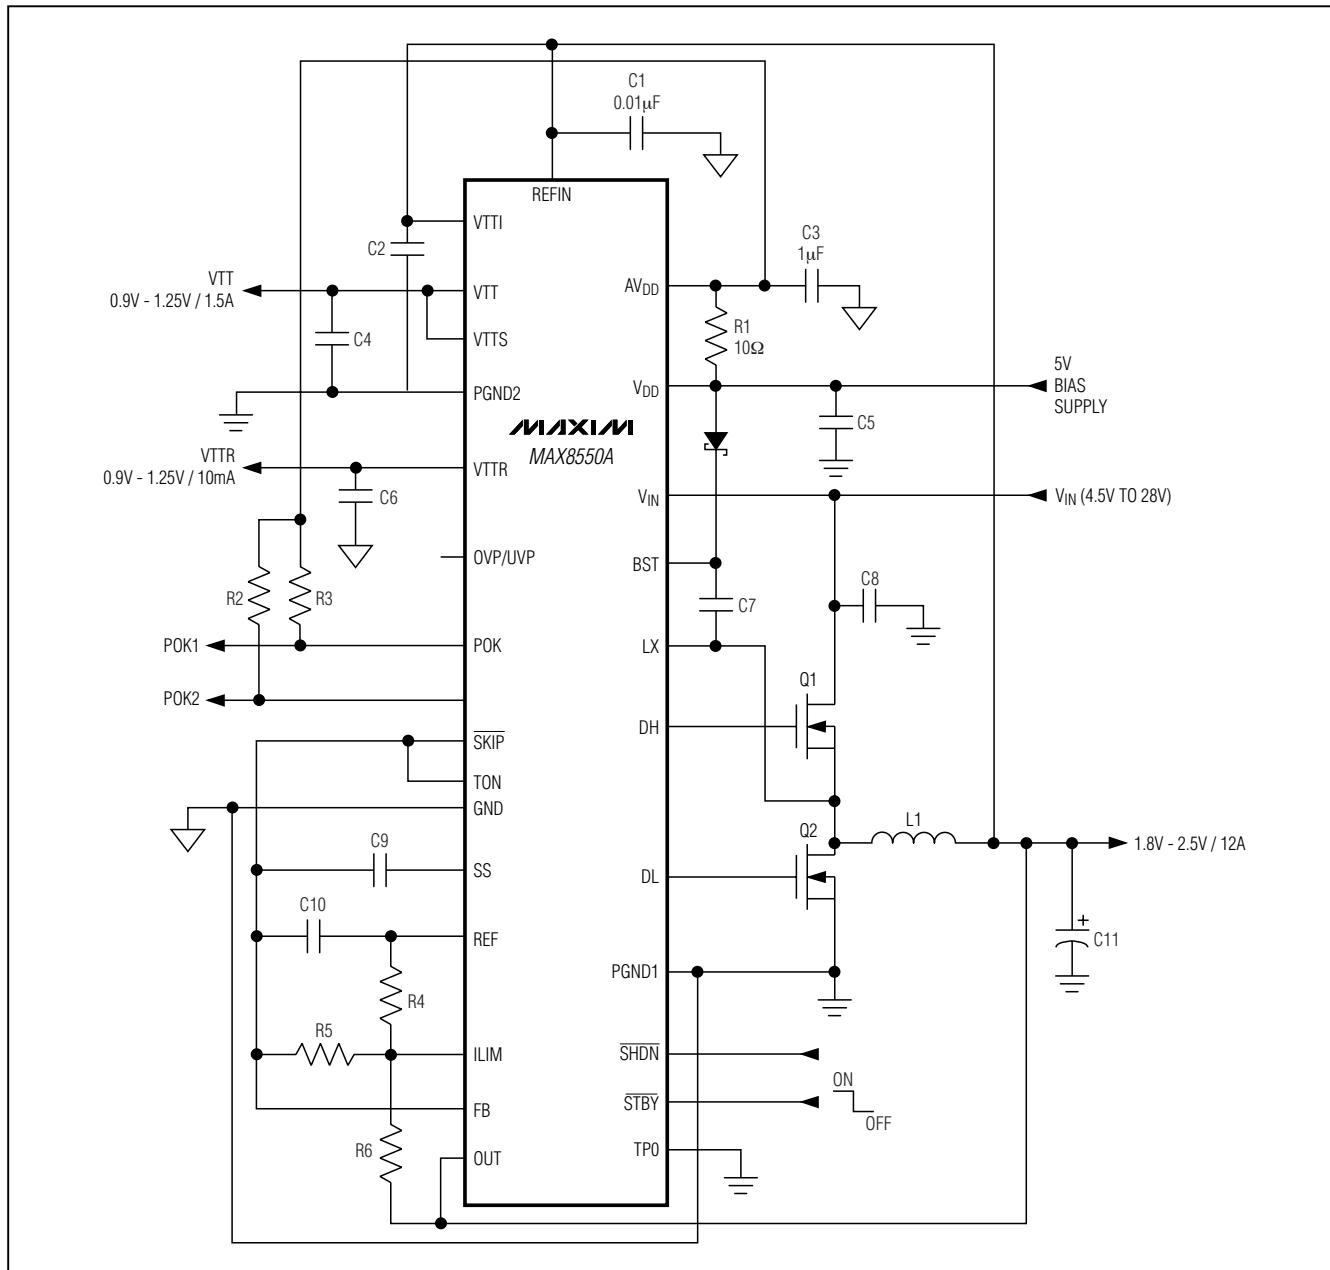 C1
0.01µF
REFIN
VTTI
C2
C3
1µF
VTT
0.9V - 1.25V / 1.5A
VTT
AVDD
R1
10Ω
C4
VTTS
5V
BIAS
SUPPLY
PGND2
VDD
C5
MAXIM
MAX8550A
VTTR
0.9V - 1.25V / 10mA
VTTR
C6
VIN
VIN (4.5V TO 28V)
OVP/UVP
BST
C8
R2
R3
C7
POK1
POK
LX
POK2
Q1
DH
SKIP
TON
GND
L1
Q2
1.8V - 2.5V / 12A
C9
SS
DL
C10
REF
+
C11
PGND1
R4
R5
ILIM
SHDN
ON
OFF
STBY
FB
R6
OUT
TP0